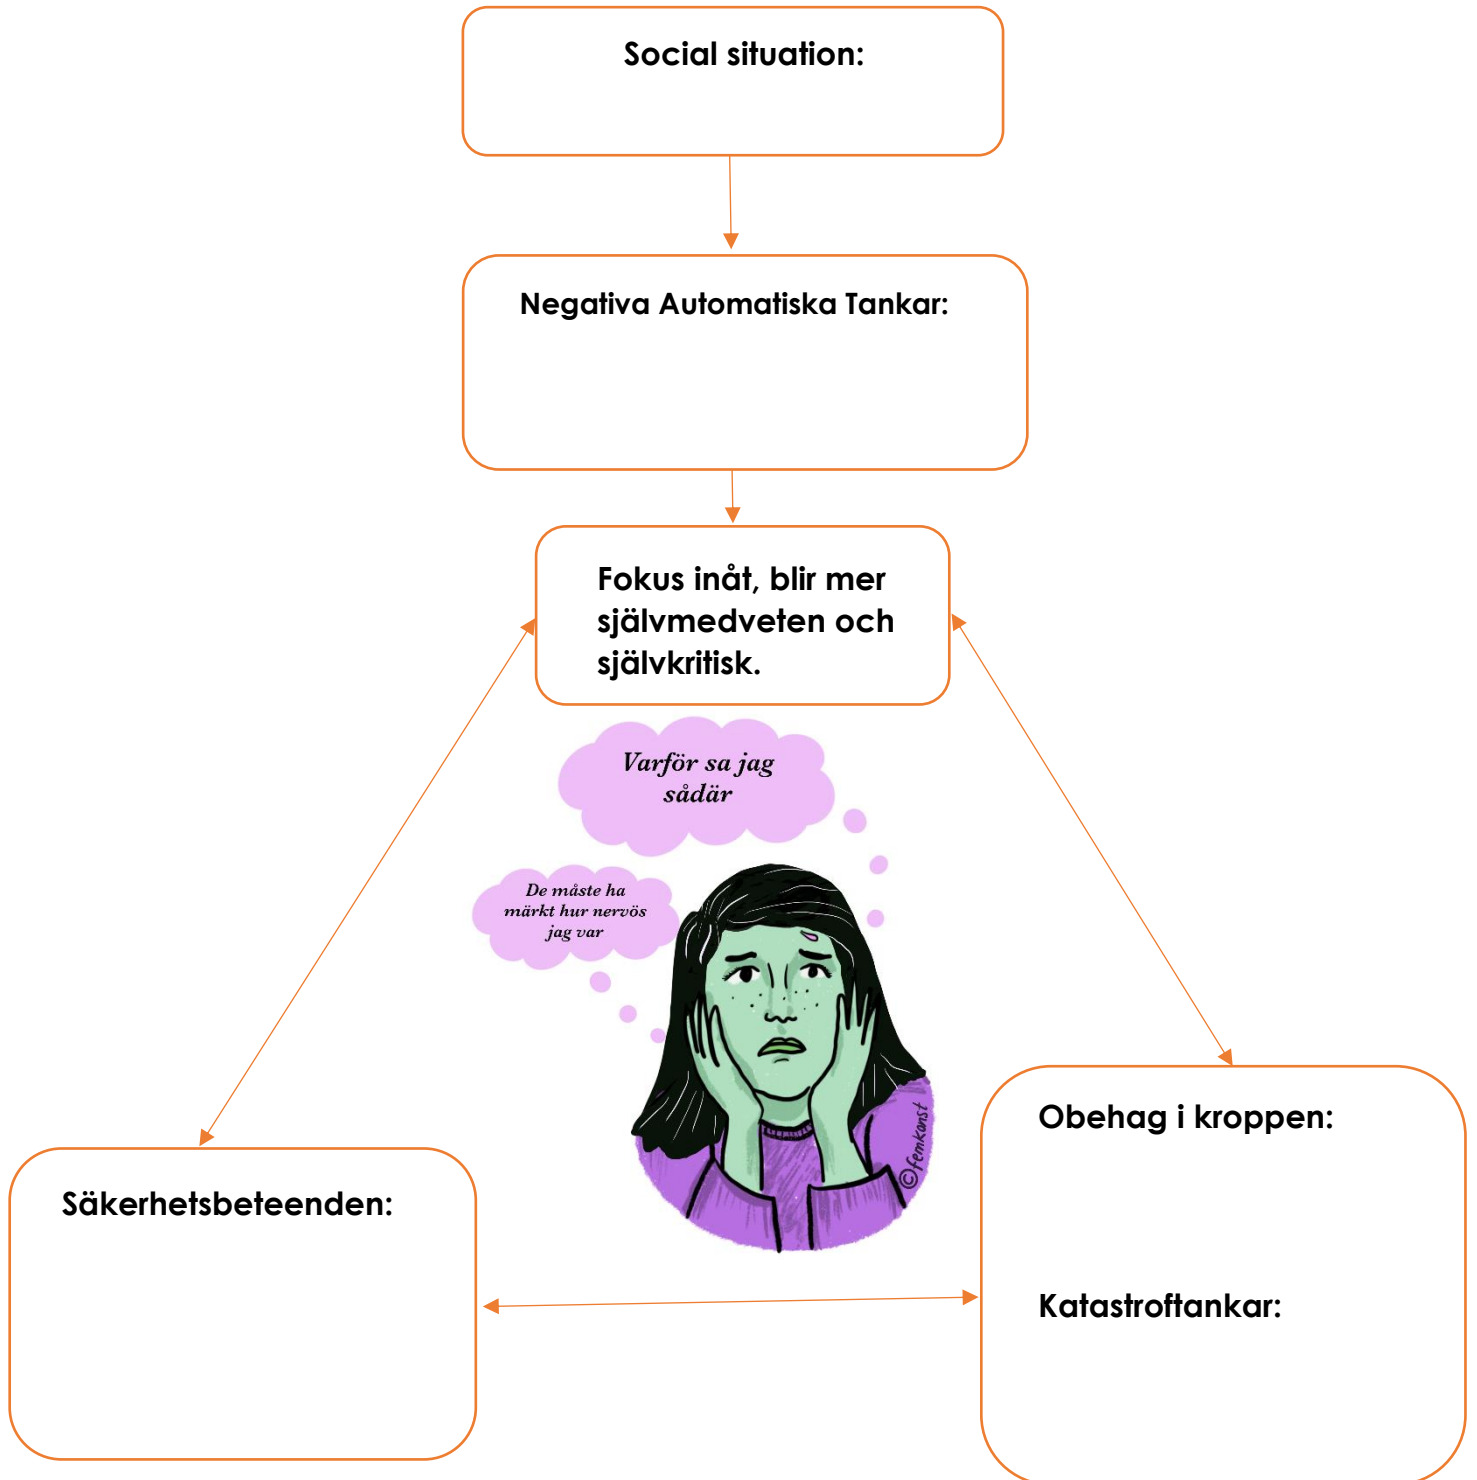 Social situation:
Negativa Automatiska Tankar:
Fokus inåt, blir mer
självmedveten och
självkritisk.
Varför sa jag
sådär
De måste ha
märkt hur nervös
jag var
©femkanst
Obehag i kroppen:
Säkerhetsbeteenden:
Katastroftankar: